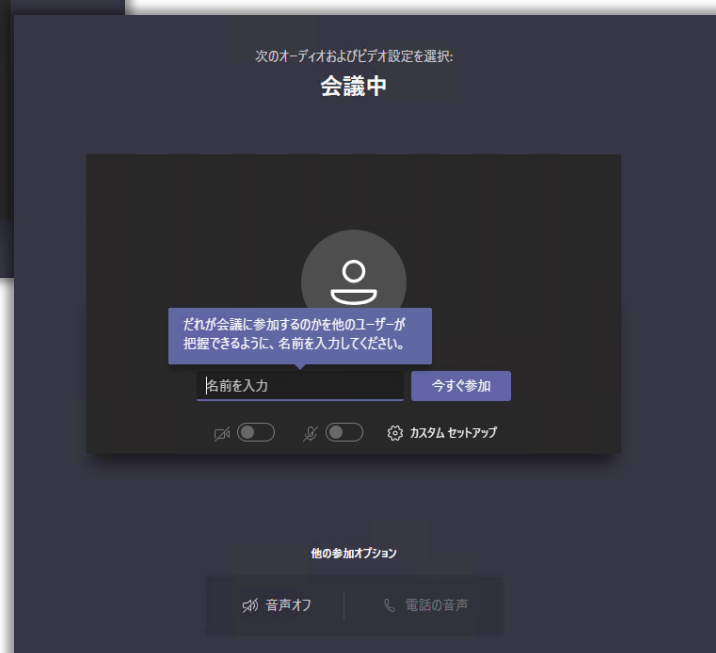 次のオーディオおよびビデオ設定を選択:
会議中
だれが会議に参加するのかを他のユーザーが
把握できるように、名前を入力してください。
名前を入力
今すぐ参加
カスタム セットアップ
他の参加オプション
音声オフ
電話の音声